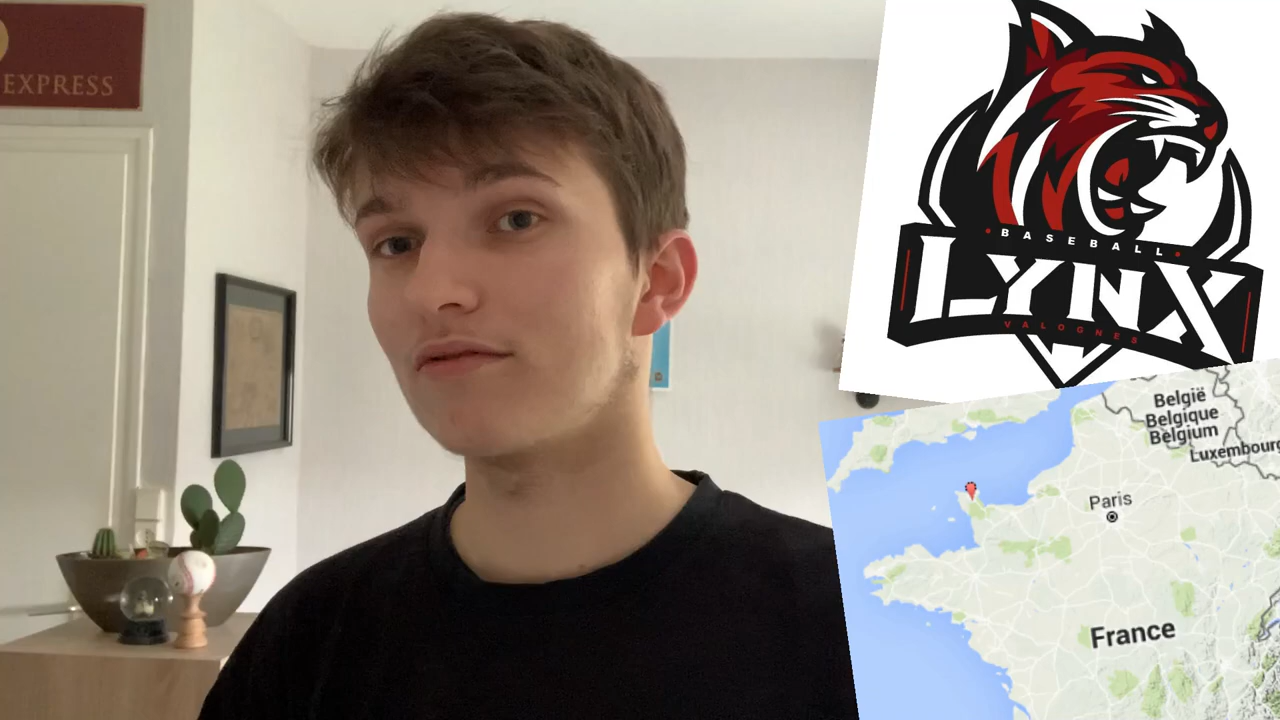 EXPRESS
BASEBALL
LYNX
VALOGNES
België
Belgique
Belgium
Luxembourg
Paris
France